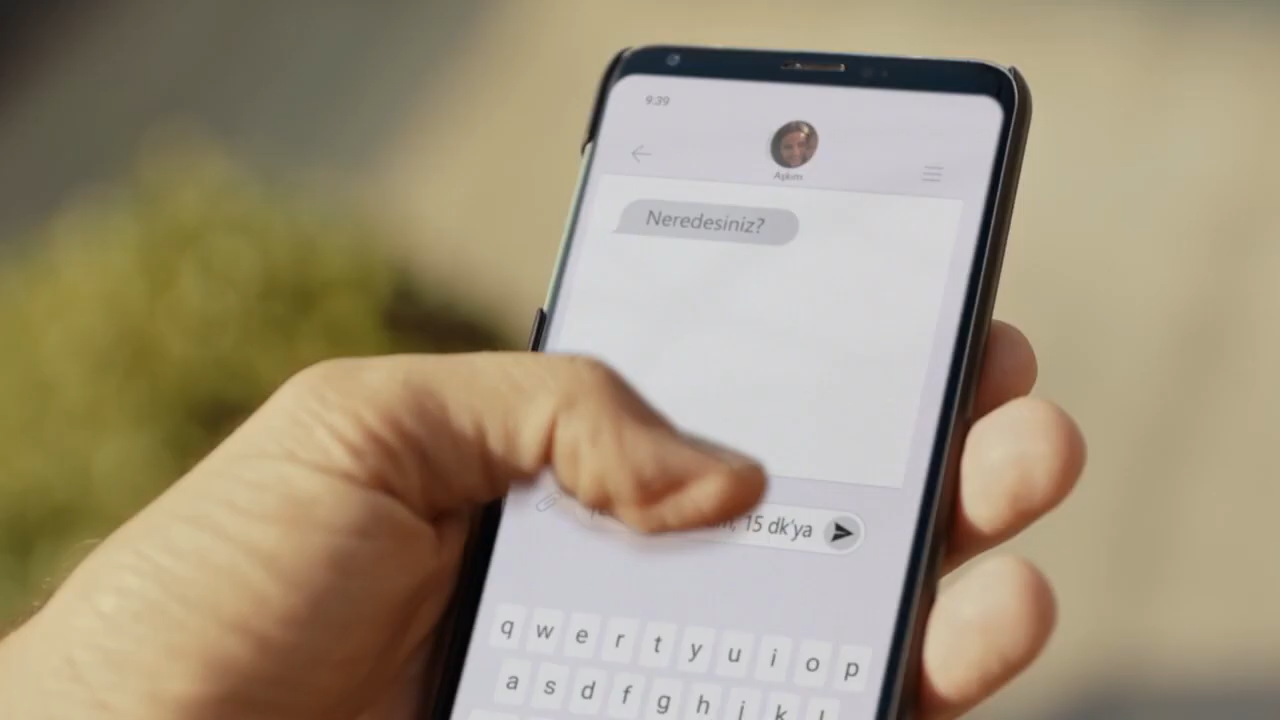 9:39
Aşkım
Neredesiniz?
15 dk'ya
q w e r t y u i o p
a s d f g h j k l